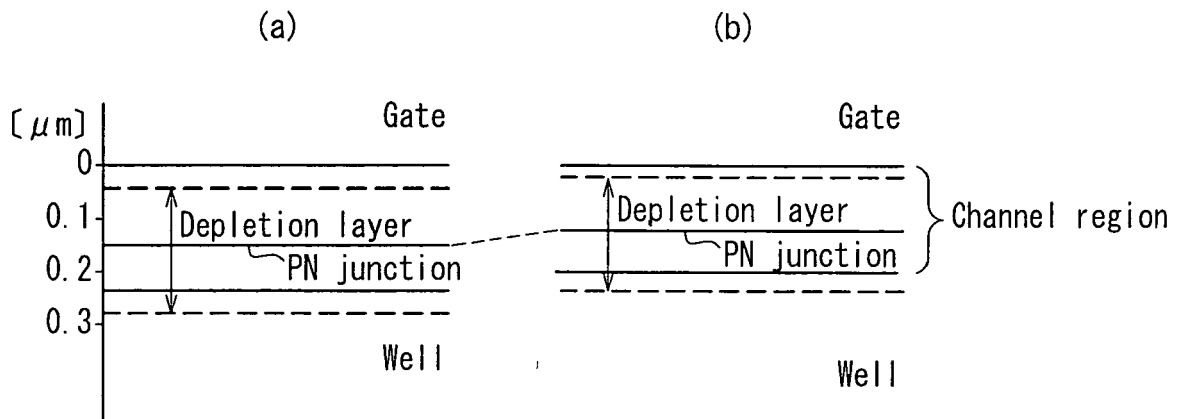 (a)
(b)
[μm]
Gate
Gate
0
0.1
Depletion layer
Depletion layer
Channel region
PN junction
PN junction
0.2
0.3
Well
Well